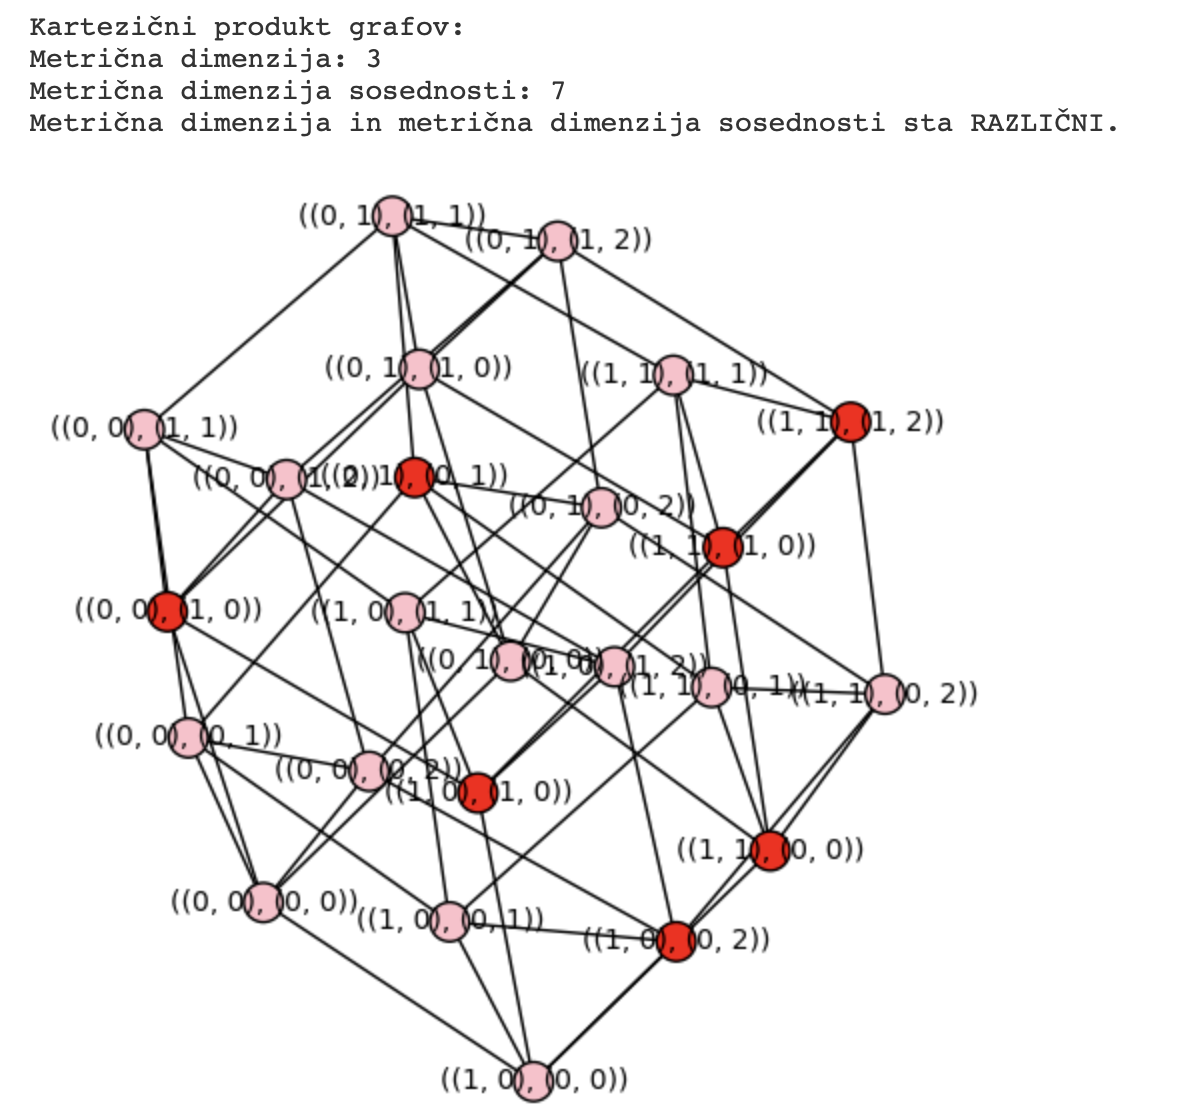 Kartezični produkt grafov:
Metrična dimenzija: 3
Metrična dimenzija sosednosti: 7
Metrična dimenzija in metrična dimenzija sosednosti sta RAZLIČNI.
((0, 1), (1, 1))
((0, 1), (1, 2))
((0, 1), (1, 0))
((1, 1), (1, 1))
((1, 1), (1, 2))
((0, 0), (1, 1))
((0, 0), (1, 2))
((0, 1), (0, 1))
((0, 1), (0, 2))
((1, 1), (1, 0))
((0, 0), (1, 0))
((1, 0), (1, 1))
((0, 1), (0, 0))
((1, 0), (1, 2))
((1, 1), (0, 1))
((1, 1), (0, 2))
((0, 0), (0, 1))
((0, 0), (0, 2))
((1, 0), (1, 0))
((1, 1), (0, 0))
((0, 0), (0, 0))
((1, 0), (0, 1))
((1, 0), (0, 2))
((1, 0), (0, 0))